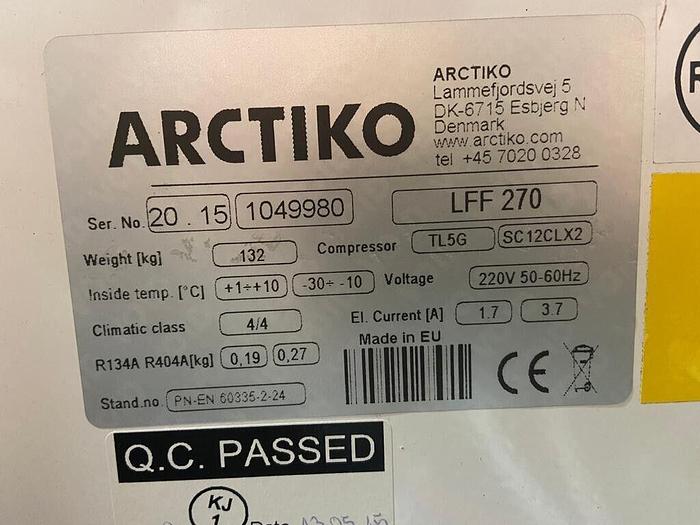 ARCTIKO
ARCTIKO
Lammefjordsvej 5
DK-6715 Esbjerg N
Denmark
www.arctiko.com
tel +45 7020 0328
Ser. No. 20 . 15 1049980 LFF 270
Weight [kg] 132 Compressor TL5G SC12CLX2
Inside temp. [°C] +1÷+10 -30÷ -10 Voltage 220V 50-60Hz
Climatic class 4/4 El. Current [A] 1.7 3.7
Made in EU
R134A R404A[kg] 0,19 0,27
CE
Stand.no PN-EN 60335-2-24
Q.C. PASSED
KJ
1
R